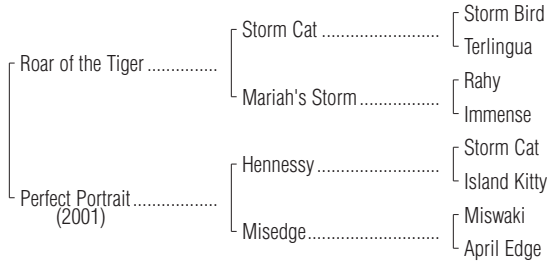 Storm Bird
Storm Cat ........................
Terlingua
Roar of the Tiger ...............
Rahy
Mariah's Storm .....................
Immense
Storm Cat
Hennessy .................................
Island Kitty
Perfect Portrait ..................
(2001)
Miswaki
Misedge ...................................
April Edge